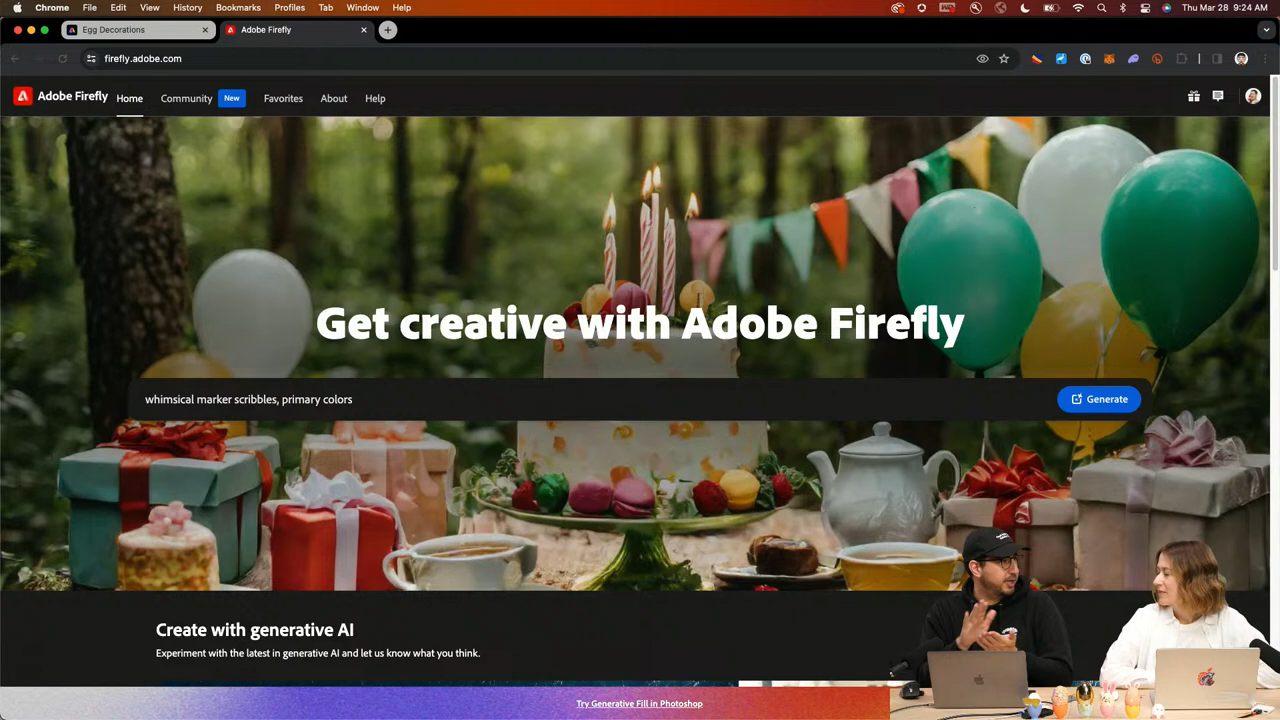 Chrome File Edit View History Bookmarks Profiles Tab Window Help Thu Mar 28 9:24 AM
Egg Decorations Adobe Firefly
firefly.adobe.com
Adobe Firefly Home Community New Favorites About Help
Get creative with Adobe Firefly
whimsical marker scribbles, primary colors Generate
Create with generative AI
Experiment with the latest in generative AI and let us know what you think.
Try Generative Fill in Photoshop